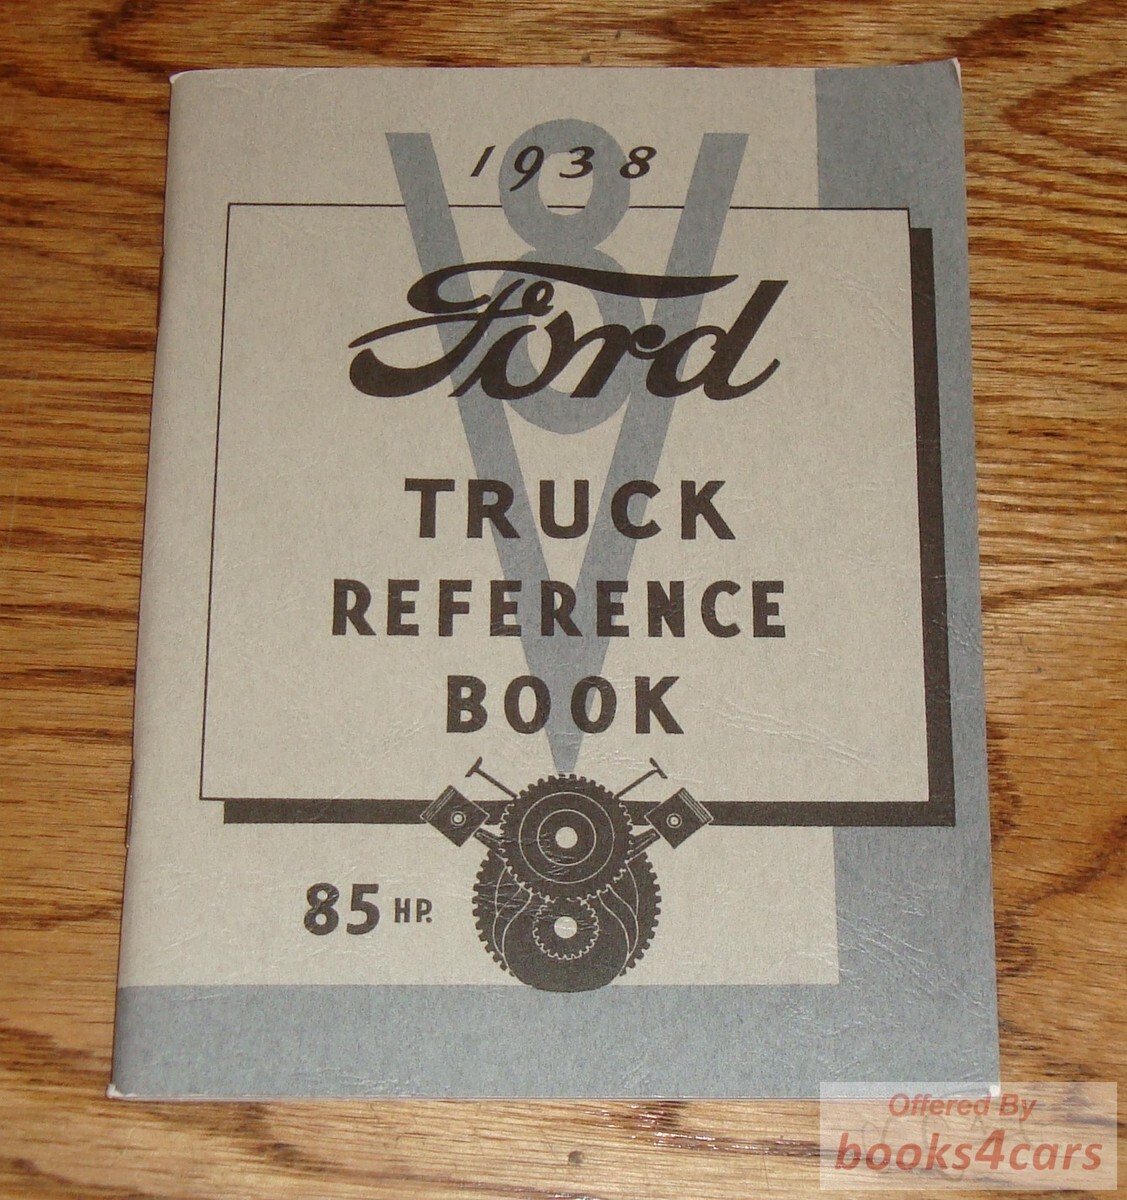 1938
V8
Ford
TRUCK
REFERENCE
BOOK
85 HP.
Offered By
books4cars